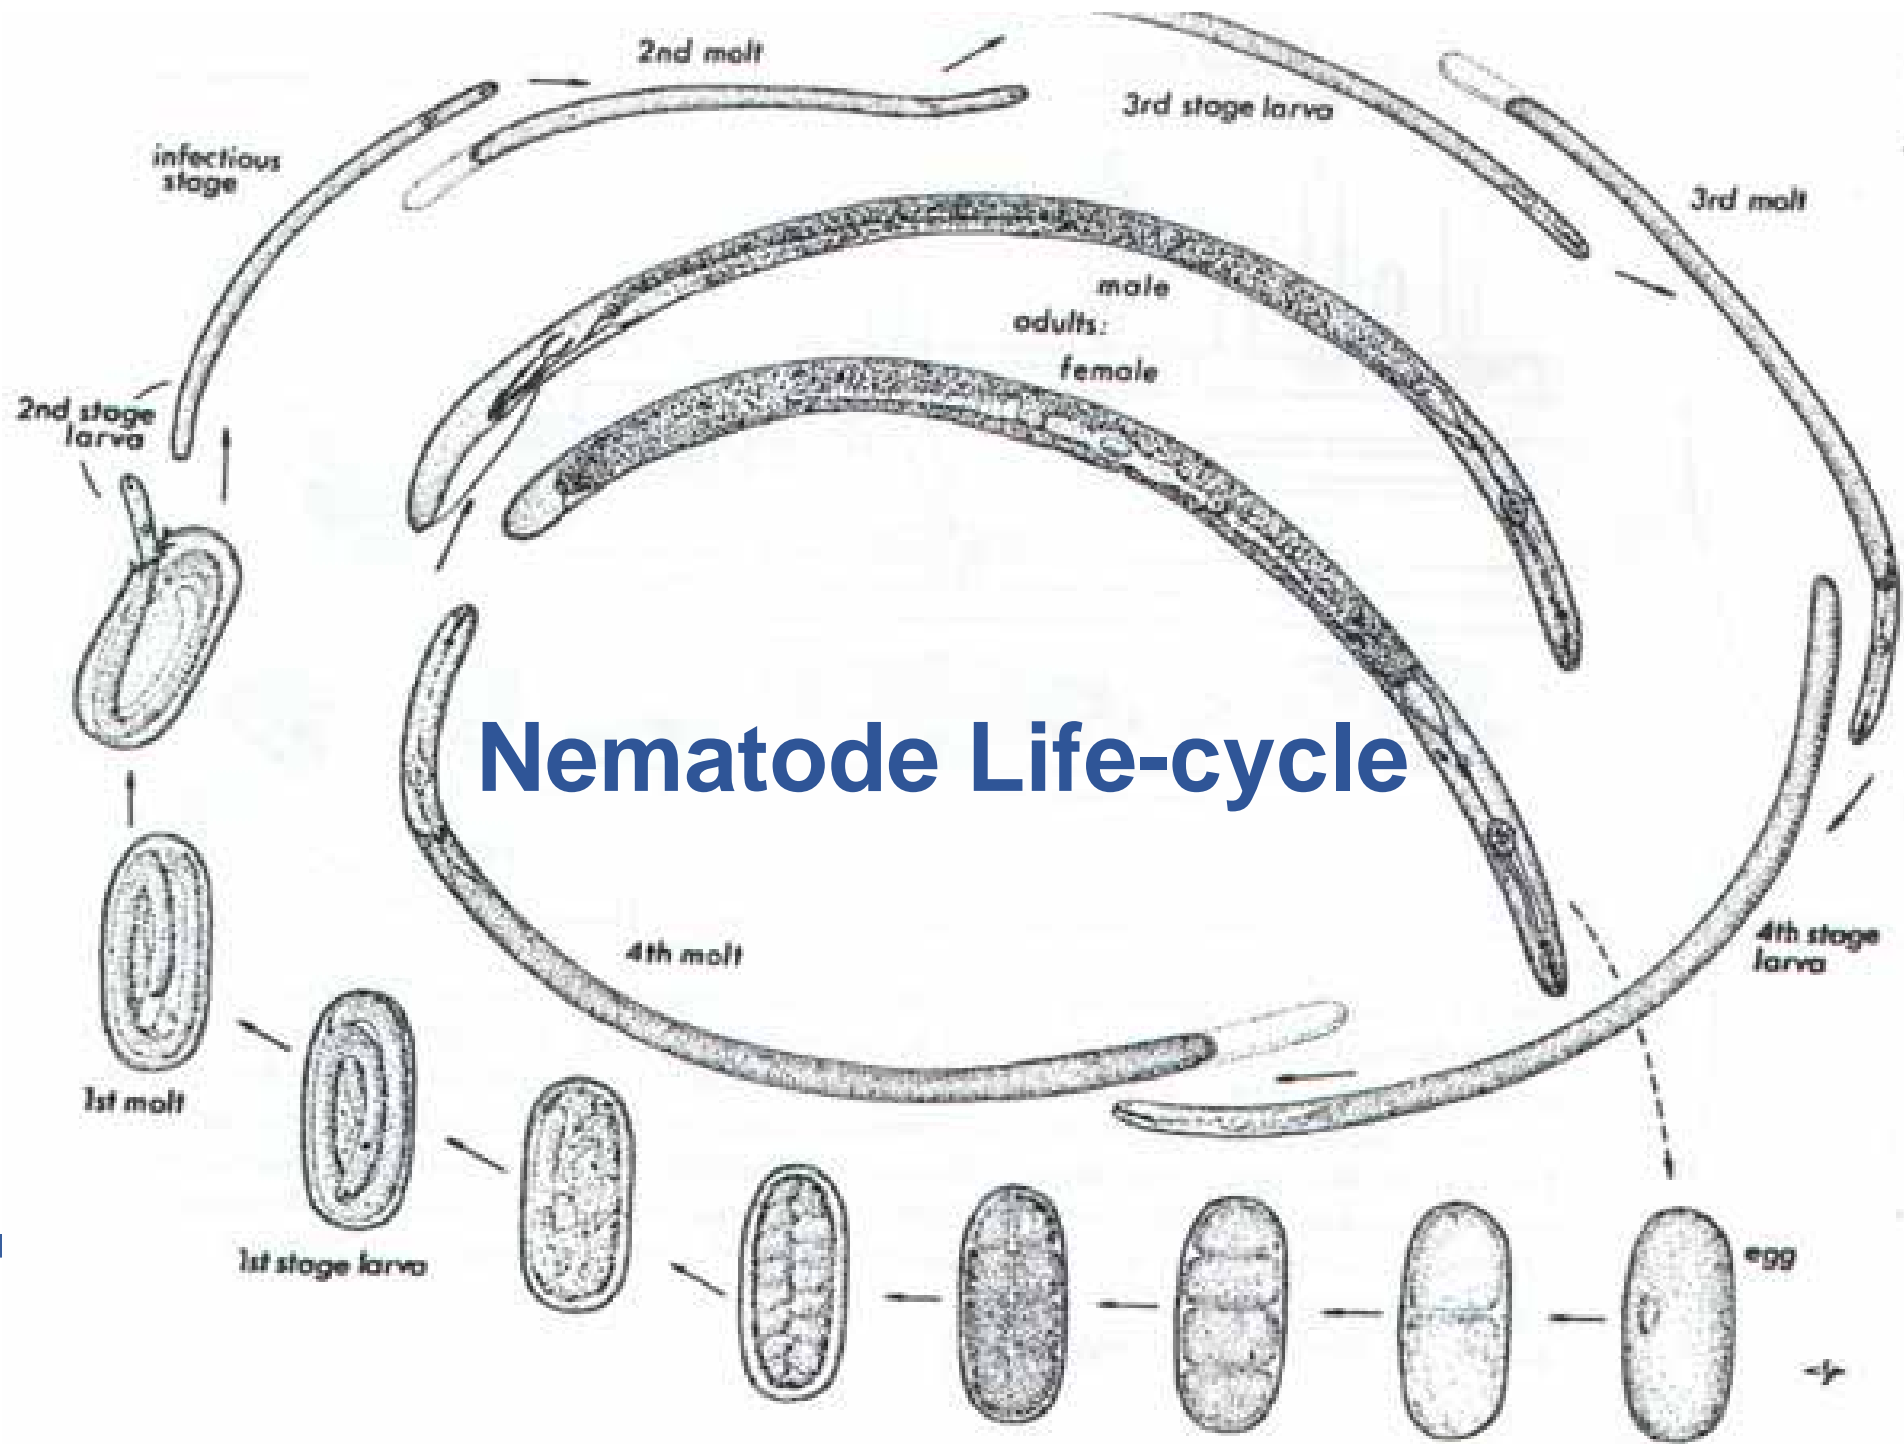 2nd molt
3rd stage larva
infectious
stage
3rd molt
male
adults:
female
2nd stage
larva
Nematode Life-cycle
4th stage
larva
4th molt
1st molt
egg
1st stage larva